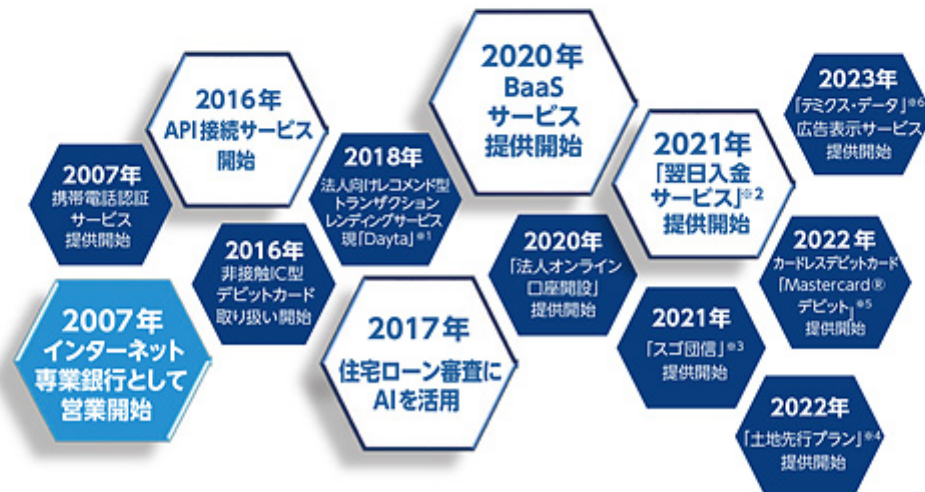 2007年
携帯電話認証
サービス
提供開始
2007年
インターネット
専業銀行として
営業開始
2016年
API接続サービス
開始
2016年
非接触IC型
デビットカード
取り扱い開始
2018年
法人向けレコメンド型
トランザクション
レンディングサービス
現「Dayta」※1
2017年
住宅ローン審査に
AIを活用
2020年
BaaS
サービス
提供開始
2020年
「法人オンライン
口座開設」
提供開始
2021年
「翌日入金
サービス」※2
提供開始
2021年
「スゴ団信」※3
提供開始
2023年
「テミクス・データ」※6
広告表示サービス
提供開始
2022年
カードレスデビットカード
「Mastercard®
デビット」※5
提供開始
2022年
「土地先行プラン」※4
提供開始